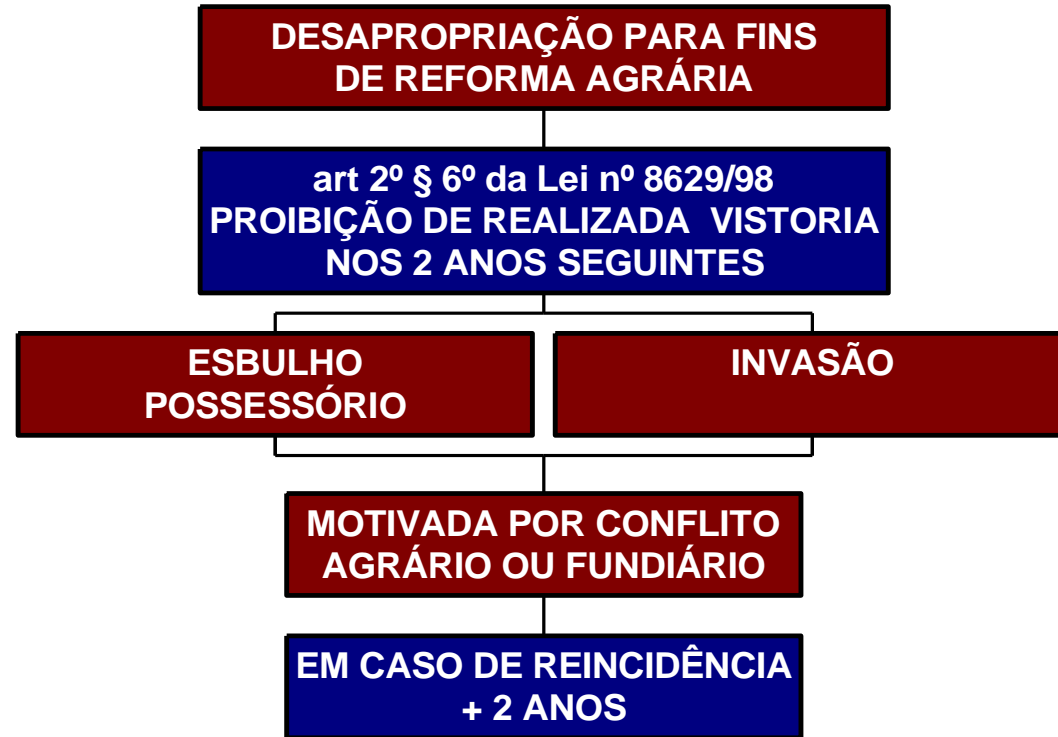 DESAPROPRIAÇÃO PARA FINS
DE REFORMA AGRÁRIA
art 2º § 6º da Lei nº 8629/98
PROIBIÇÃO DE REALIZADA VISTORIA
NOS 2 ANOS SEGUINTES
ESBULHO
POSSESSÓRIO
INVASÃO
MOTIVADA POR CONFLITO
AGRÁRIO OU FUNDIÁRIO
EM CASO DE REINCIDÊNCIA
+ 2 ANOS